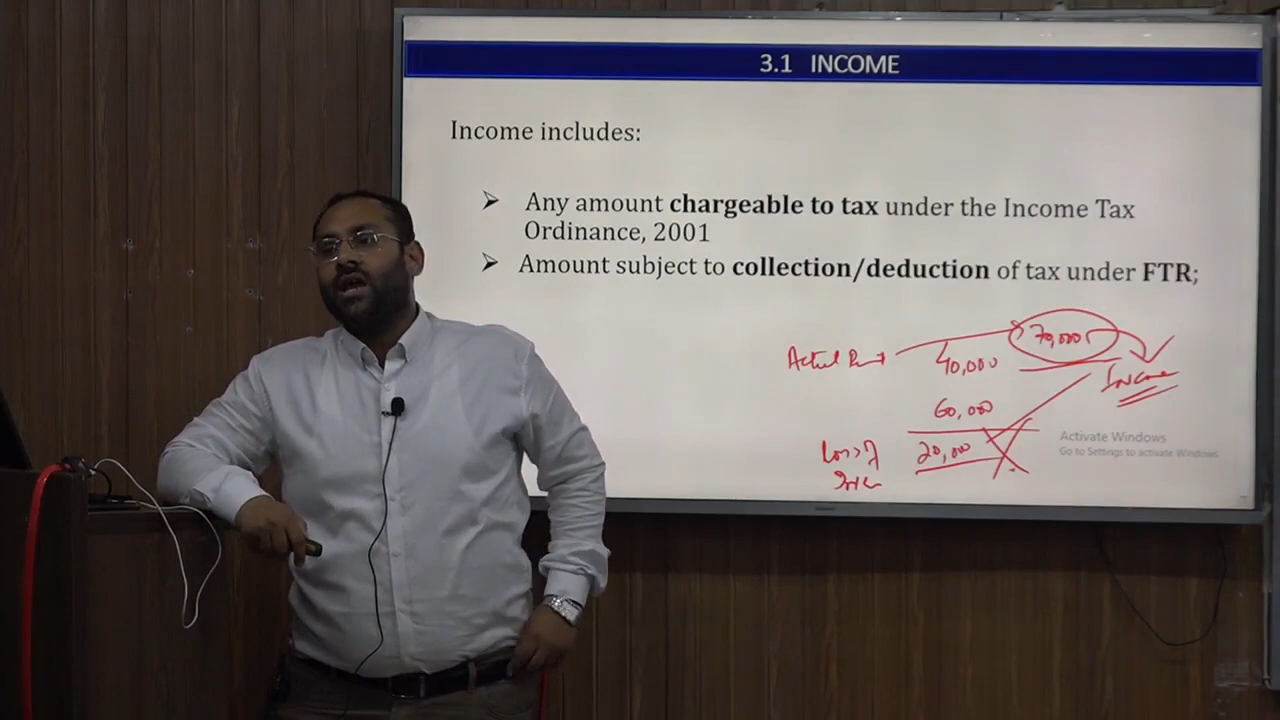 3.1 INCOME
Income includes:
➢ Any amount chargeable to tax under the Income Tax
Ordinance, 2001
➢ Amount subject to collection/deduction of tax under FTR;
70,000
Actual Rent 40,000
Income
60,000
Loss of 20,000
Activate Windows
Go to Settings to activate Windows.